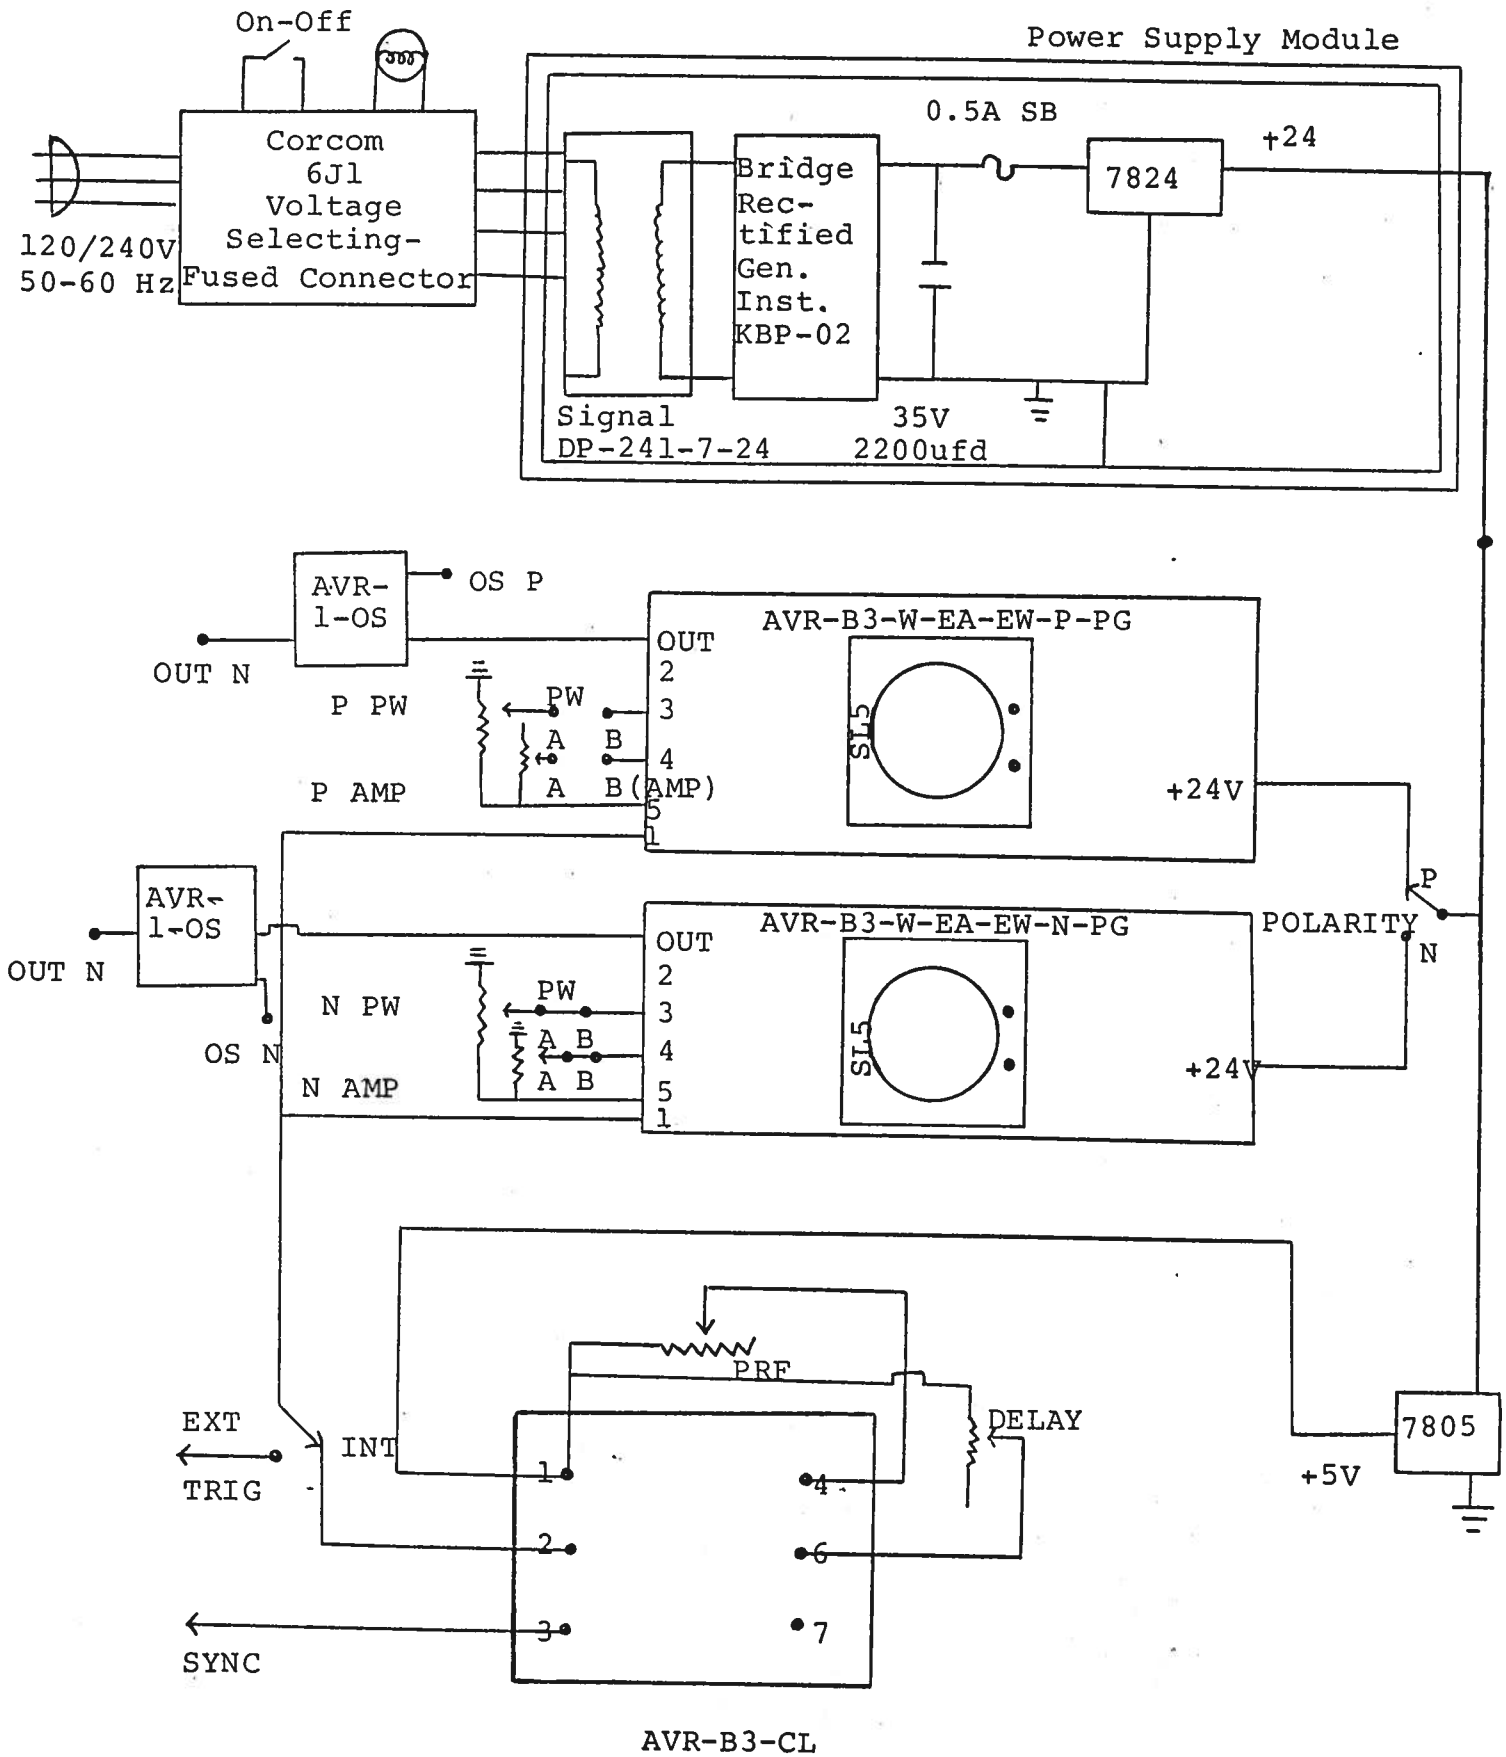 On-Off
Power Supply Module
0.5A SB
+24
Corcom
6J1
Voltage
Selecting-
Fused Connector
120/240V
50-60 Hz
Bridge
Rec-
tified
Gen.
Inst.
KBP-02
7824
Signal
DP-241-7-24
35V
2200ufd
AVR-
1-OS
OS P
OUT N
AVR-B3-W-EA-EW-P-PG
OUT
2
P PW
PW
3
A B
4
P AMP
A B(AMP)
5
1
SL5
+24V
AVR-
1-OS
OUT N
OS N
AVR-B3-W-EA-EW-N-PG
OUT
2
N PW
PW
3
A B
4
N AMP
A B
5
1
SL5
+24V
P
POLARITY
N
PRF
DELAY
EXT
TRIG
INT
1
4
2
6
3
7
SYNC
7805
+5V
AVR-B3-CL